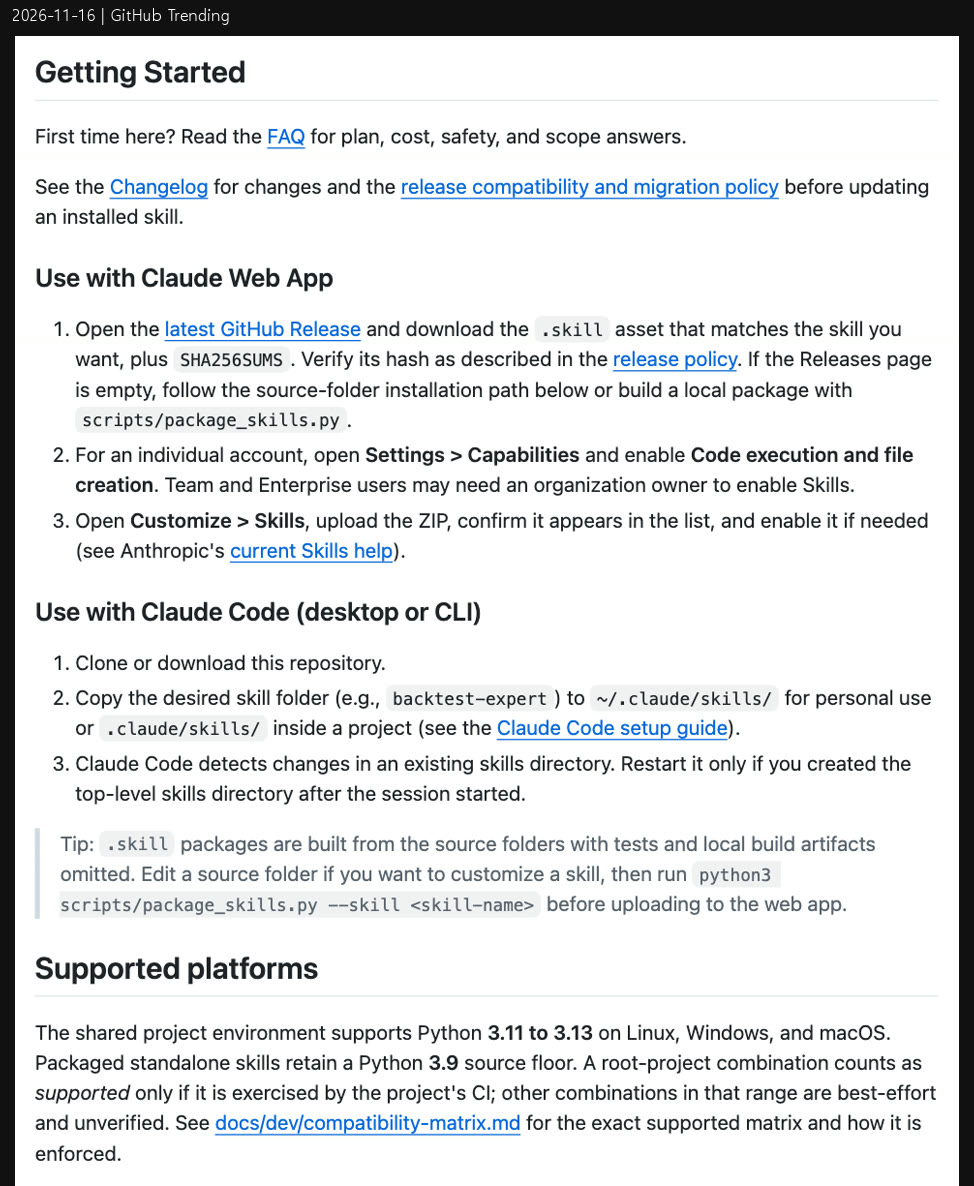 2026-11-16 | GitHub Trending
Getting Started
First time here? Read the FAQ for plan, cost, safety, and scope answers.
See the Changelog for changes and the release compatibility and migration policy before updating
an installed skill.
Use with Claude Web App
1. Open the latest GitHub Release and download the .skill asset that matches the skill you
want, plus SHA256SUMS. Verify its hash as described in the release policy. If the Releases page
is empty, follow the source-folder installation path below or build a local package with
scripts/package_skills.py.
2. For an individual account, open Settings > Capabilities and enable Code execution and file
creation. Team and Enterprise users may need an organization owner to enable Skills.
3. Open Customize > Skills, upload the ZIP, confirm it appears in the list, and enable it if needed
(see Anthropic's current Skills help).
Use with Claude Code (desktop or CLI)
1. Clone or download this repository.
2. Copy the desired skill folder (e.g., backtest-expert) to ~/.claude/skills/ for personal use
or .claude/skills/ inside a project (see the Claude Code setup guide).
3. Claude Code detects changes in an existing skills directory. Restart it only if you created the
top-level skills directory after the session started.
Tip: .skill packages are built from the source folders with tests and local build artifacts
omitted. Edit a source folder if you want to customize a skill, then run python3
scripts/package_skills.py --skill <skill-name> before uploading to the web app.
Supported platforms
The shared project environment supports Python 3.11 to 3.13 on Linux, Windows, and macOS.
Packaged standalone skills retain a Python 3.9 source floor. A root-project combination counts as
supported only if it is exercised by the project's CI; other combinations in that range are best-effort
and unverified. See docs/dev/compatibility-matrix.md for the exact supported matrix and how it is
enforced.